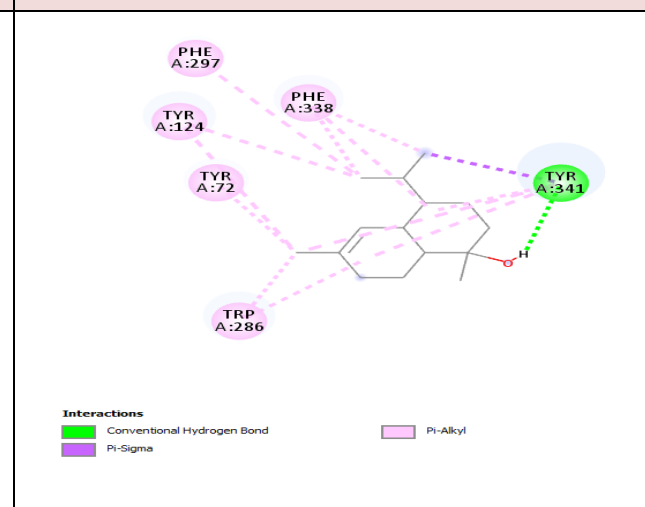 PHE
A:297
PHE
A:338
TYR
A:124
TYR
A:72
TYR
A:341
H
O
TRP
A:286
Interactions
Conventional Hydrogen Bond
Pi-Alkyl
Pi-Sigma